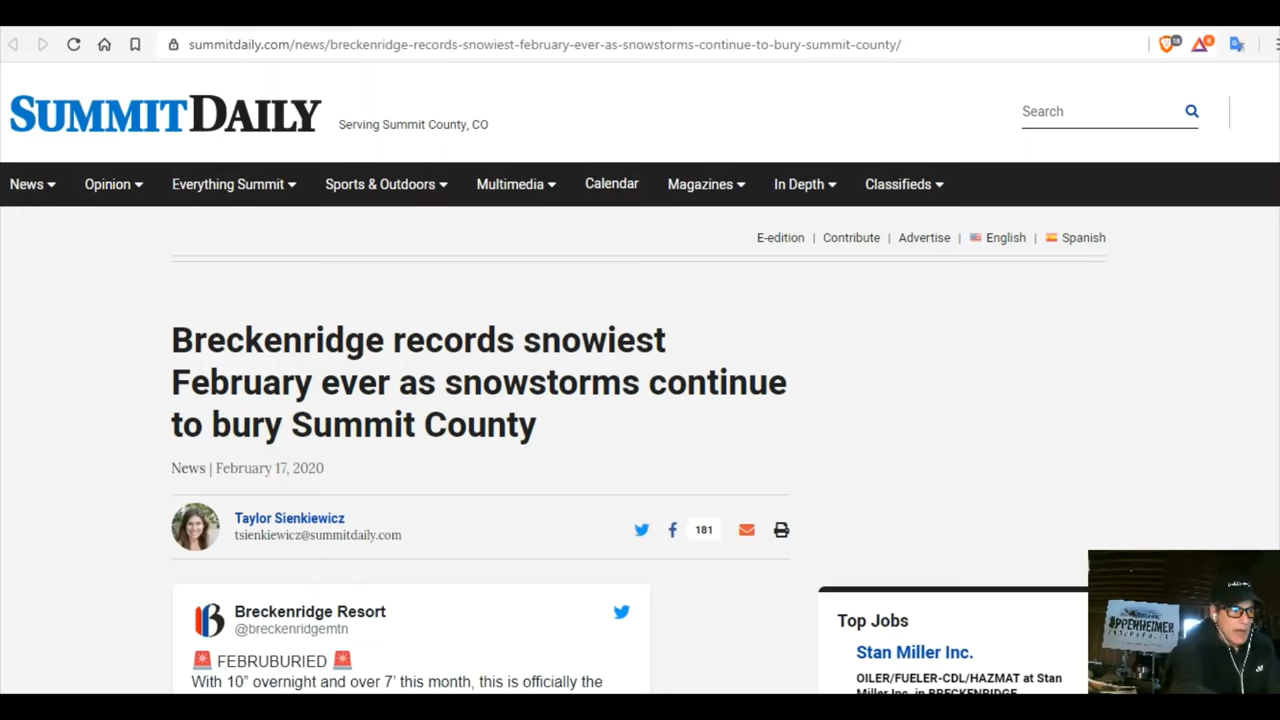 summitdaily.com/news/breckenridge-records-snowiest-february-ever-as-snowstorms-continue-to-bury-summit-county/
SUMMIT DAILY
Serving Summit County, CO
Search
News
Opinion
Everything Summit
Sports & Outdoors
Multimedia
Calendar
Magazines
In Depth
Classifieds
E-edition | Contribute | Advertise | English | Spanish
Breckenridge records snowiest
February ever as snowstorms continue
to bury Summit County
News | February 17, 2020
Taylor Sienkiewicz
tsienkiewicz@summitdaily.com
181
Breckenridge Resort
@breckenridgemtn
🚨 FEBRUBURIED 🚨
With 10” overnight and over 7’ this month, this is officially the
Top Jobs
Stan Miller Inc.
OILER/FUELER-CDL/HAZMAT at Stan
Miller Inc. in BRECKENRIDGE
OPPENHEIMER